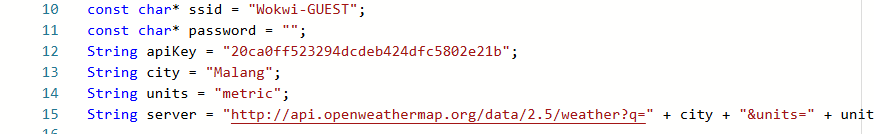 10 const char* ssid = "Wokwi-GUEST";
11 const char* password = "";
12 String apiKey = "20ca0ff523294dcdeb424dfc5802e21b";
13 String city = "Malang";
14 String units = "metric";
15 String server = "http://api.openweathermap.org/data/2.5/weather?q=" + city + "&units=" + unit